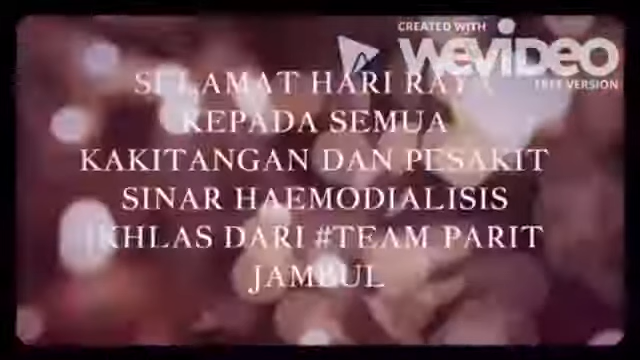 CREATED WITH
WEVIDEO
FREE VERSION
SELAMAT HARI RAYA
KEPADA SEMUA
KAKITANGAN DAN PESAKIT
SINAR HAEMODIALISIS
IKHLAS DARI #TEAM PARIT
JAMBUL